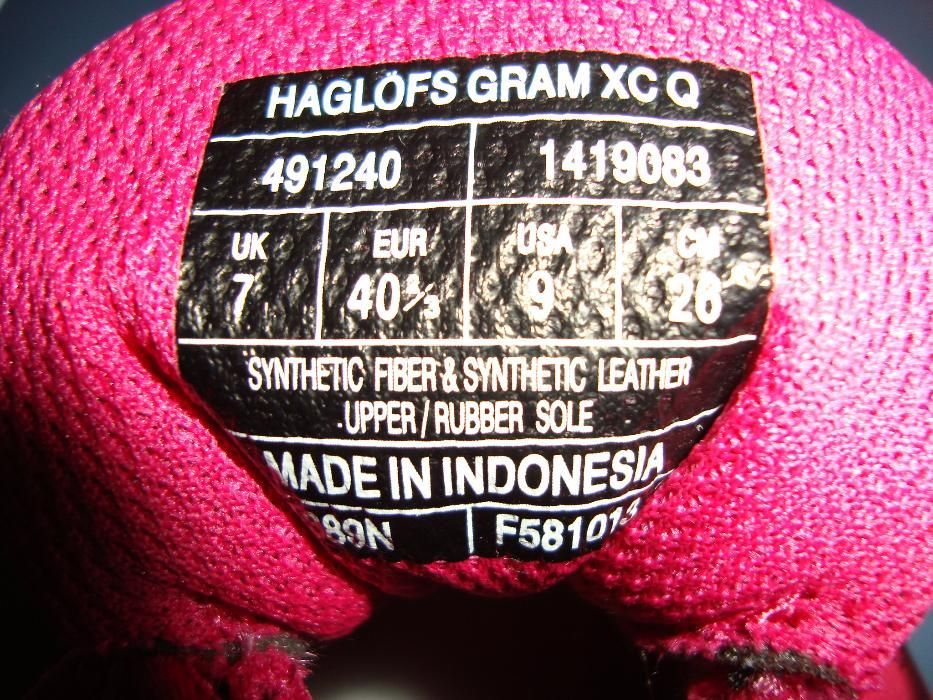 HAGLÖFS GRAM XC Q
491240 1419083
UK EUR USA CM
7 40⅔ 9 26
SYNTHETIC FIBER & SYNTHETIC LEATHER
UPPER / RUBBER SOLE
MADE IN INDONESIA
89N F581013